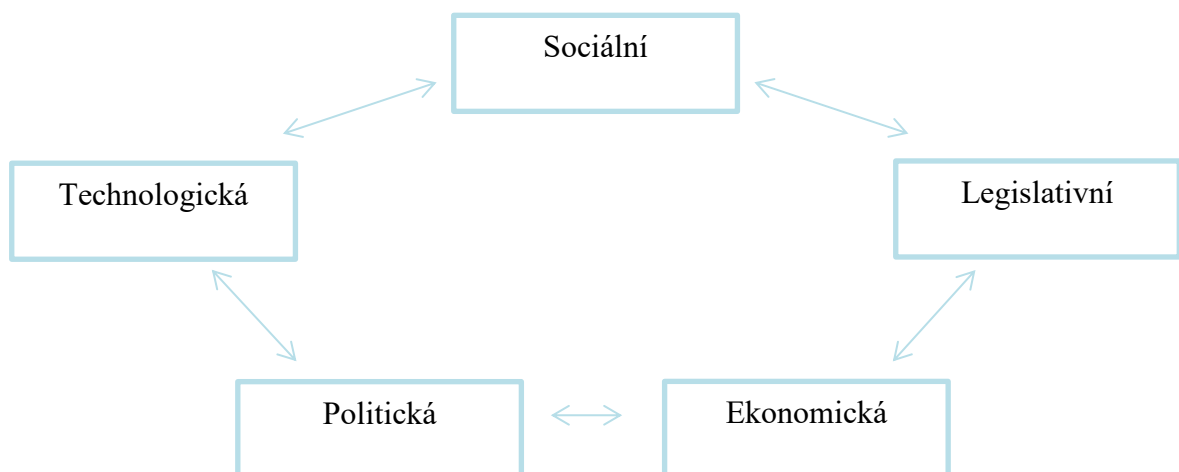 Sociální
Technologická
Legislativní
Politická
Ekonomická